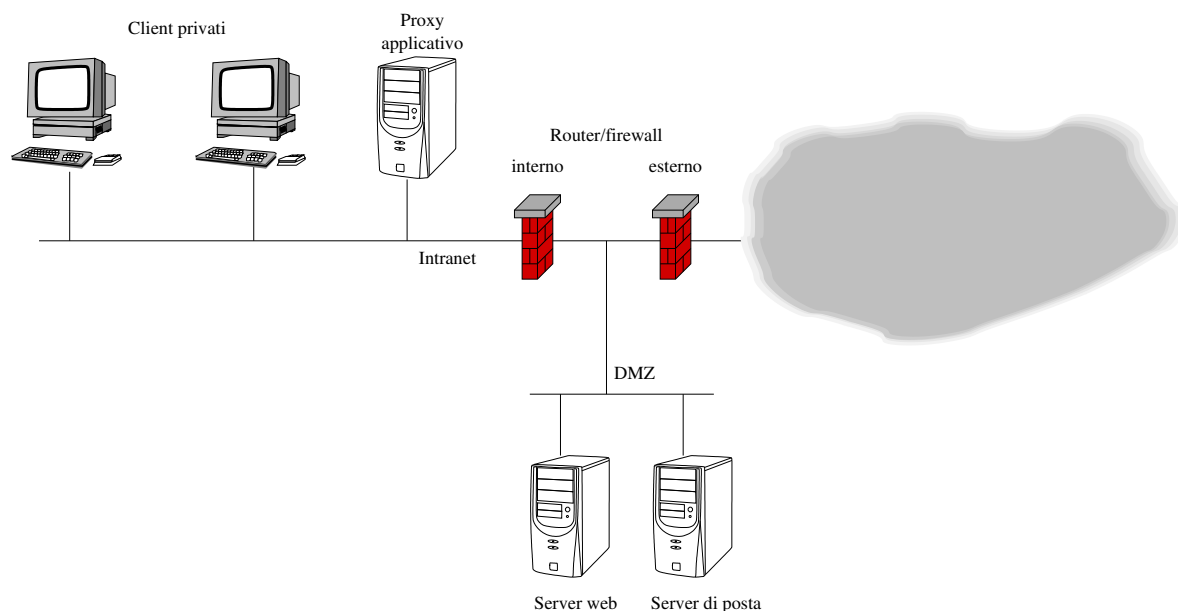 Client privati
Proxy
applicativo
Router/firewall
interno
esterno
Intranet
DMZ
Server web
Server di posta